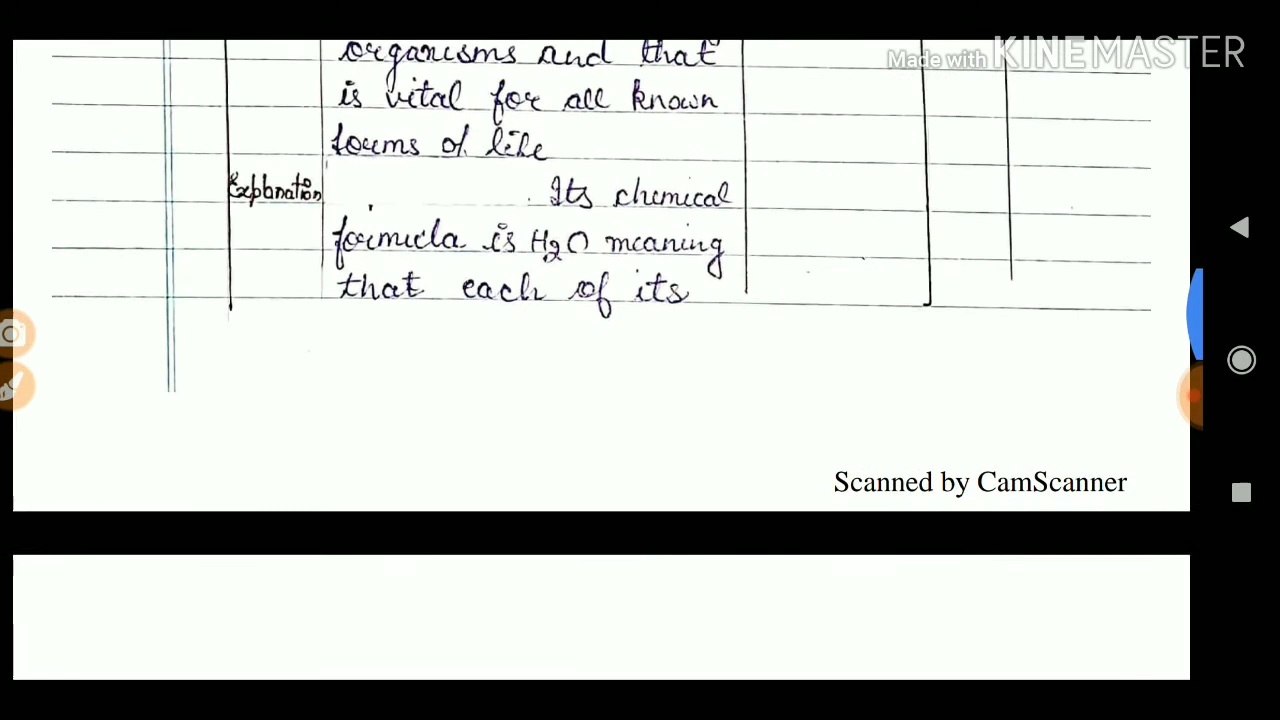 organisms and that
Made with KINEMASTER
is vital for all known
forms of life
Explanation
Its chemical
formula is H2O meaning
that each of its
Scanned by CamScanner